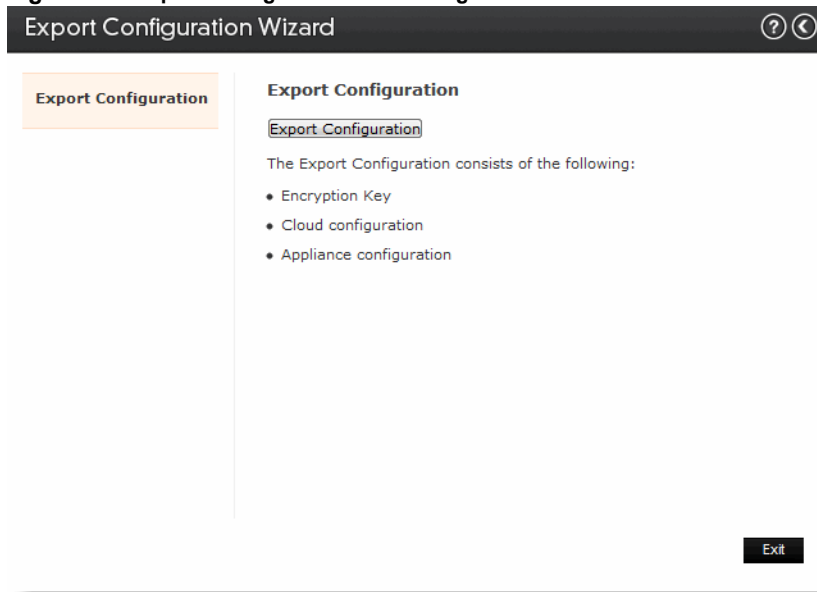 Export Configuration Wizard
Export Configuration
Export Configuration
Export Configuration
The Export Configuration consists of the following:
• Encryption Key
• Cloud configuration
• Appliance configuration
Exit